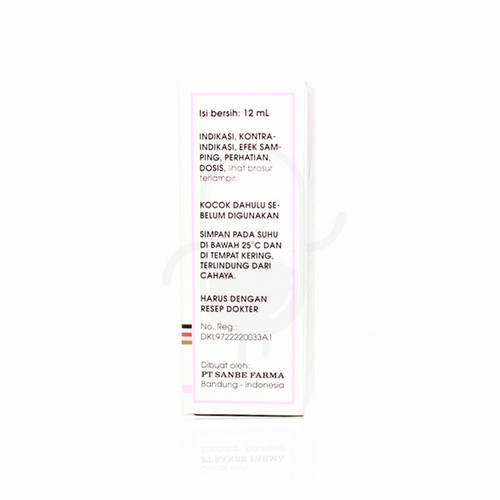 Isi bersih: 12 mL
INDIKASI, KONTRA-
INDIKASI, EFEK SAM-
PING, PERHATIAN,
DOSIS, lihat brosur
terlampir.
KOCOK DAHULU SE-
BELUM DIGUNAKAN
SIMPAN PADA SUHU
DI BAWAH 25°C DAN
DI TEMPAT KERING,
TERLINDUNG DARI
CAHAYA.
HARUS DENGAN
RESEP DOKTER
No. Reg.:
DKL9722220033A1
Dibuat oleh:
PT SANBE FARMA
Bandung - Indonesia